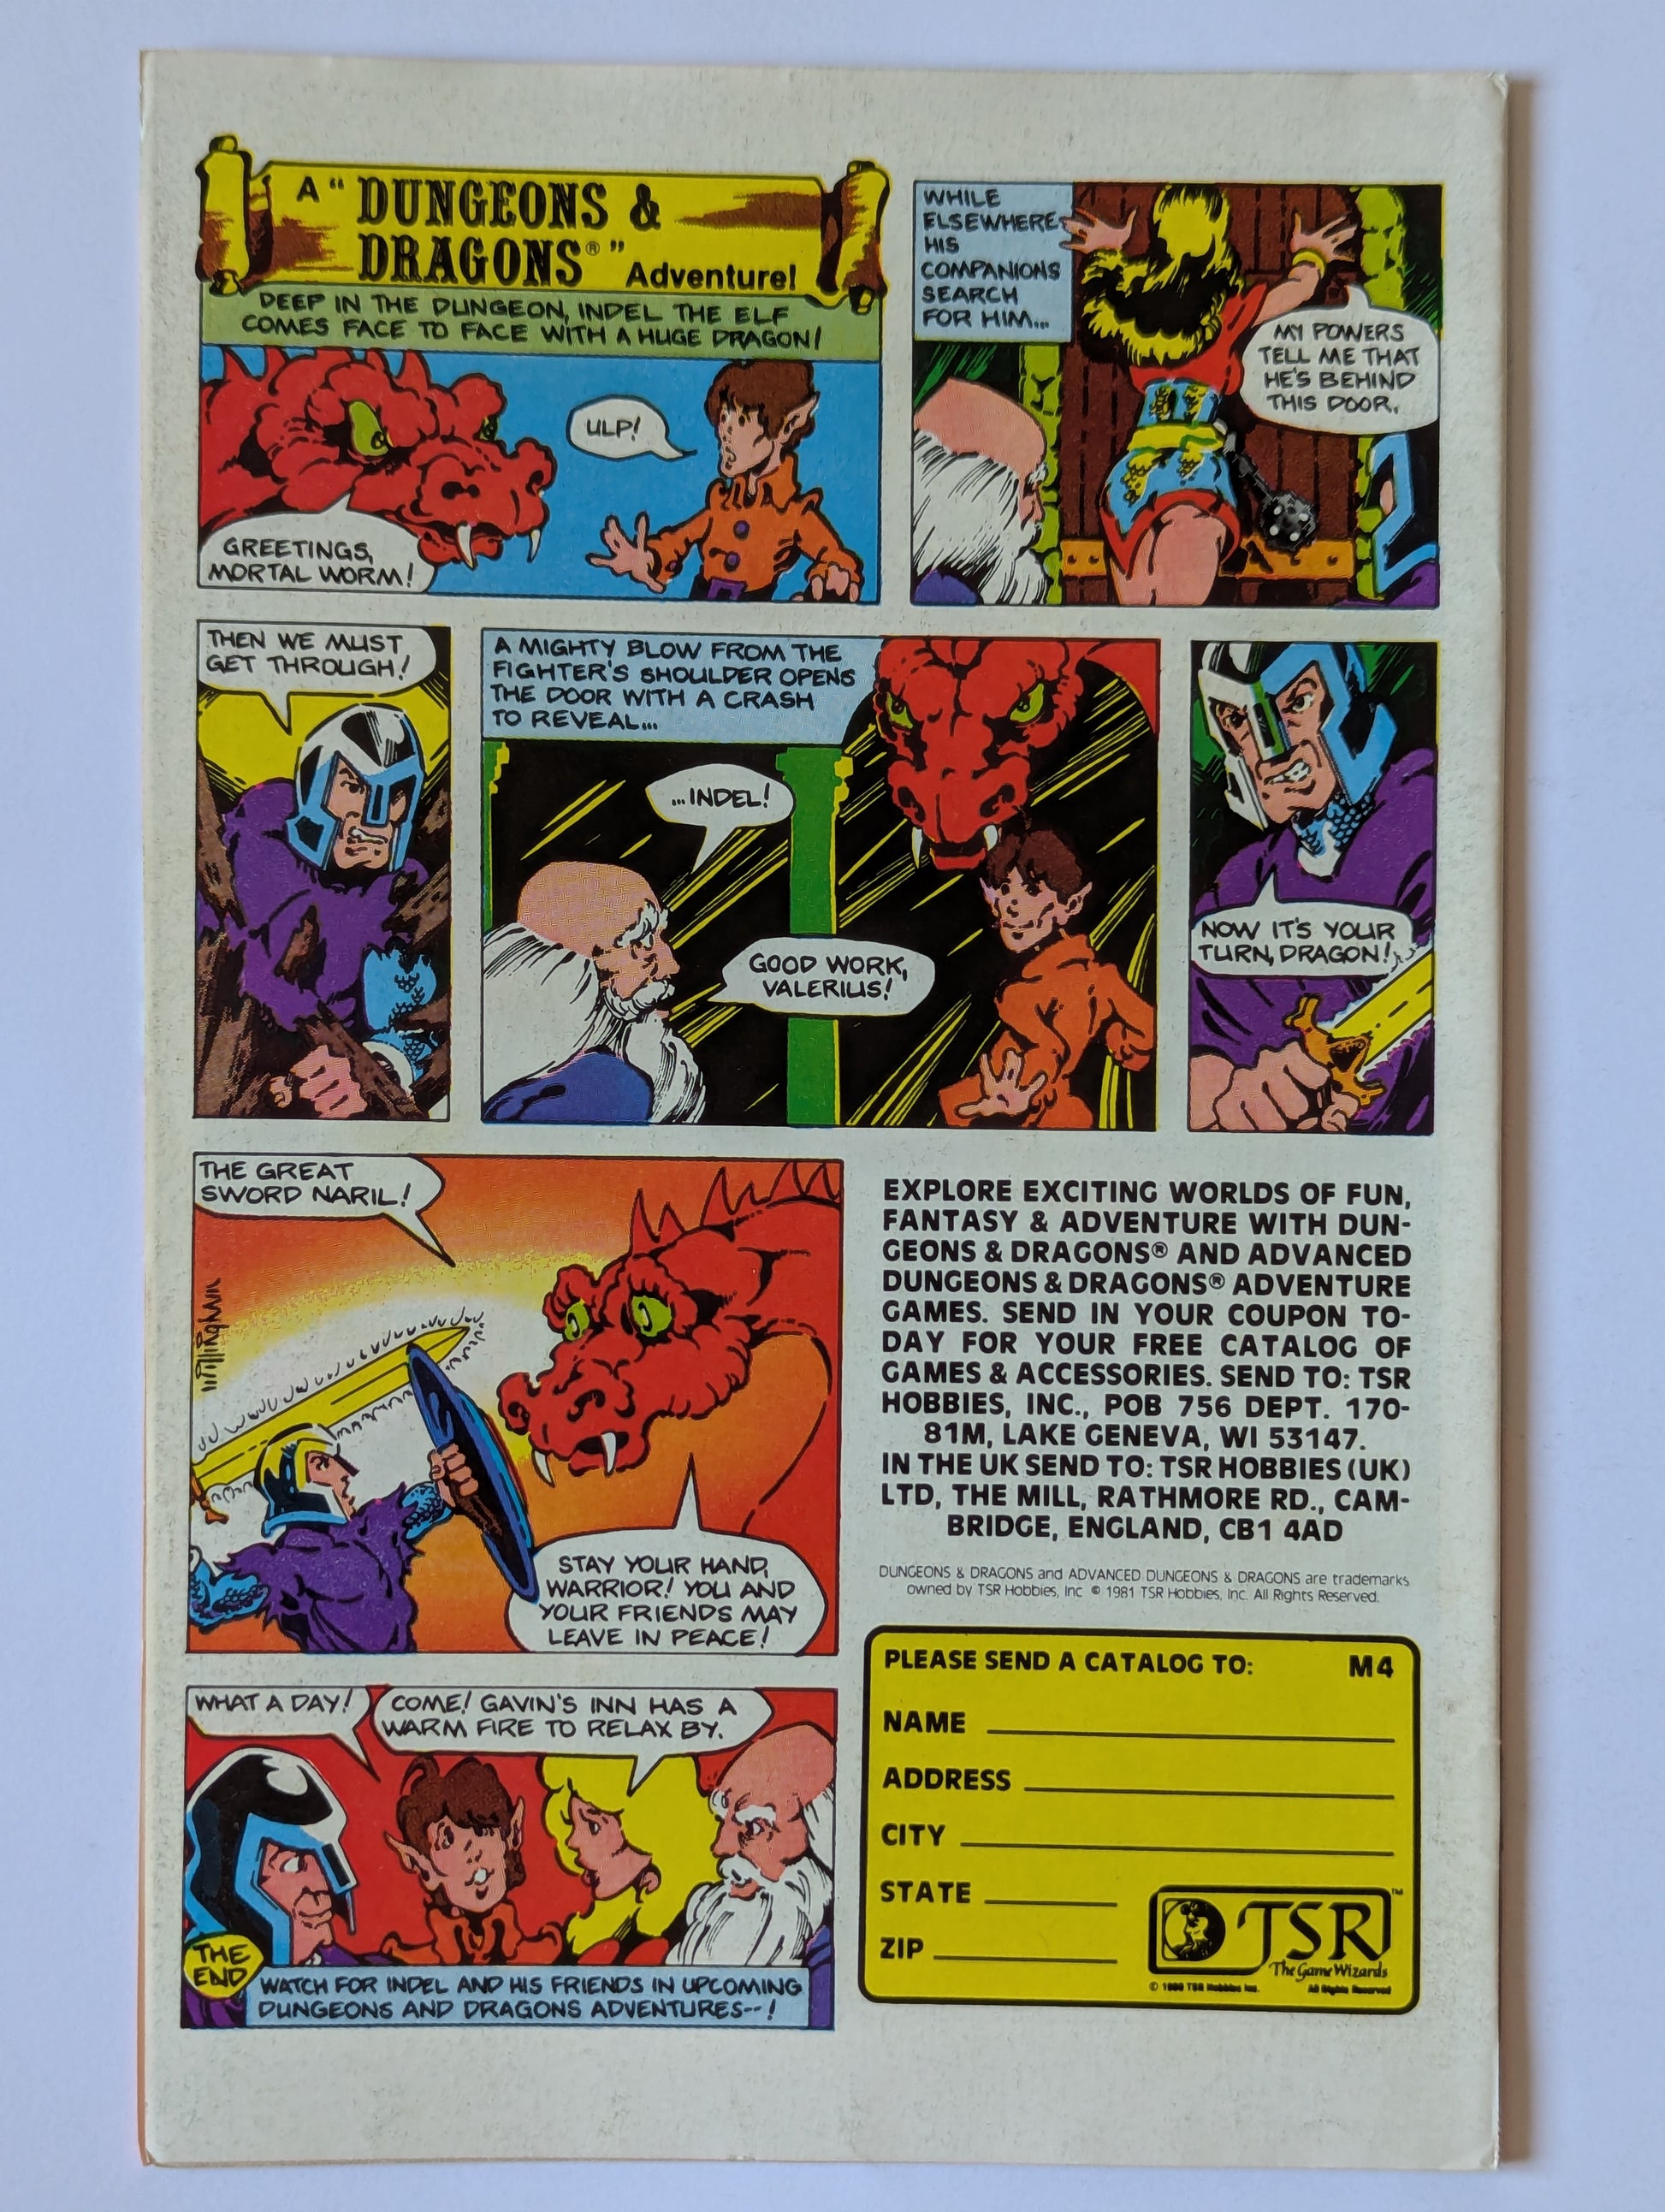 A "DUNGEONS &
DRAGONS®"
Adventure!
DEEP IN THE DUNGEON, INDEL THE ELF
COMES FACE TO FACE WITH A HUGE DRAGON!
ULP!
GREETINGS,
MORTAL WORM!
WHILE
ELSEWHERE
HIS
COMPANIONS
SEARCH
FOR HIM...
MY POWERS
TELL ME THAT
HE'S BEHIND
THIS DOOR.
THEN WE MUST
GET THROUGH!
A MIGHTY BLOW FROM THE
FIGHTER'S SHOULDER OPENS
THE DOOR WITH A CRASH
TO REVEAL...
...INDEL!
GOOD WORK,
VALERIUS!
NOW IT'S YOUR
TURN, DRAGON!
THE GREAT
SWORD NARIL!
Willingham
STAY YOUR HAND,
WARRIOR! YOU AND
YOUR FRIENDS MAY
LEAVE IN PEACE!
WHAT A DAY!
COME! GAVIN'S INN HAS A
WARM FIRE TO RELAX BY.
THE
END
WATCH FOR INDEL AND HIS FRIENDS IN UPCOMING
DUNGEONS AND DRAGONS ADVENTURES--!
EXPLORE EXCITING WORLDS OF FUN,
FANTASY & ADVENTURE WITH DUN-
GEONS & DRAGONS® AND ADVANCED
DUNGEONS & DRAGONS® ADVENTURE
GAMES. SEND IN YOUR COUPON TO-
DAY FOR YOUR FREE CATALOG OF
GAMES & ACCESSORIES. SEND TO: TSR
HOBBIES, INC., POB 756 DEPT. 170-
81M, LAKE GENEVA, WI 53147.
IN THE UK SEND TO: TSR HOBBIES (UK)
LTD, THE MILL, RATHMORE RD., CAM-
BRIDGE, ENGLAND, CB1 4AD
DUNGEONS & DRAGONS and ADVANCED DUNGEONS & DRAGONS are trademarks
owned by TSR Hobbies, Inc © 1981 TSR Hobbies, Inc. All Rights Reserved.
PLEASE SEND A CATALOG TO: M4
NAME
ADDRESS
CITY
STATE
ZIP
TSR™
The Game Wizards
© 1980 TSR Hobbies Inc. All Rights Reserved